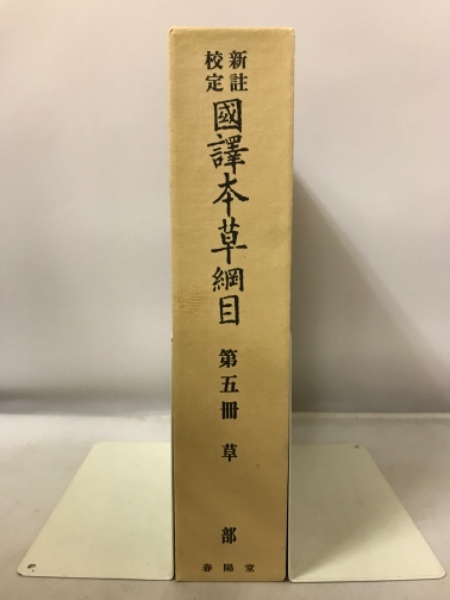 新註
校定
國譯本草綱目
第五冊 草部
春陽堂